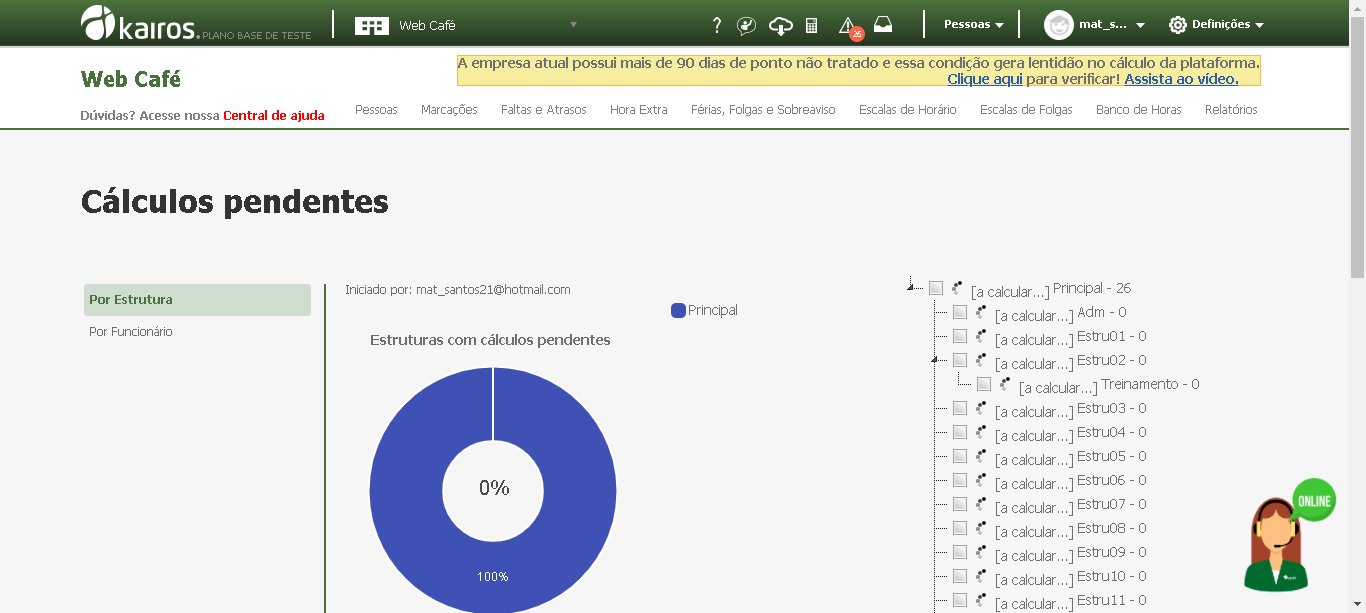 kairos. PLANO BASE DE TESTE
Web Café
?
26
Pessoas
mat_s...
Definições
Web Café
A empresa atual possui mais de 90 dias de ponto não tratado e essa condição gera lentidão no cálculo da plataforma.
Clique aqui para verificar! Assista ao vídeo.
Dúvidas? Acesse nossa Central de ajuda
Pessoas
Marcações
Faltas e Atrasos
Hora Extra
Férias, Folgas e Sobreaviso
Escalas de Horário
Escalas de Folgas
Banco de Horas
Relatórios
Cálculos pendentes
Por Estrutura
Por Funcionário
Iniciado por: mat_santos21@hotmail.com
Principal
Estruturas com cálculos pendentes
0%
100%
[a calcular...] Principal - 26
[a calcular...] Adm - 0
[a calcular...] Estru01 - 0
[a calcular...] Estru02 - 0
[a calcular...] Treinamento - 0
[a calcular...] Estru03 - 0
[a calcular...] Estru04 - 0
[a calcular...] Estru05 - 0
[a calcular...] Estru06 - 0
[a calcular...] Estru07 - 0
[a calcular...] Estru08 - 0
[a calcular...] Estru09 - 0
[a calcular...] Estru10 - 0
[a calcular...] Estru11 - 0
ONLINE